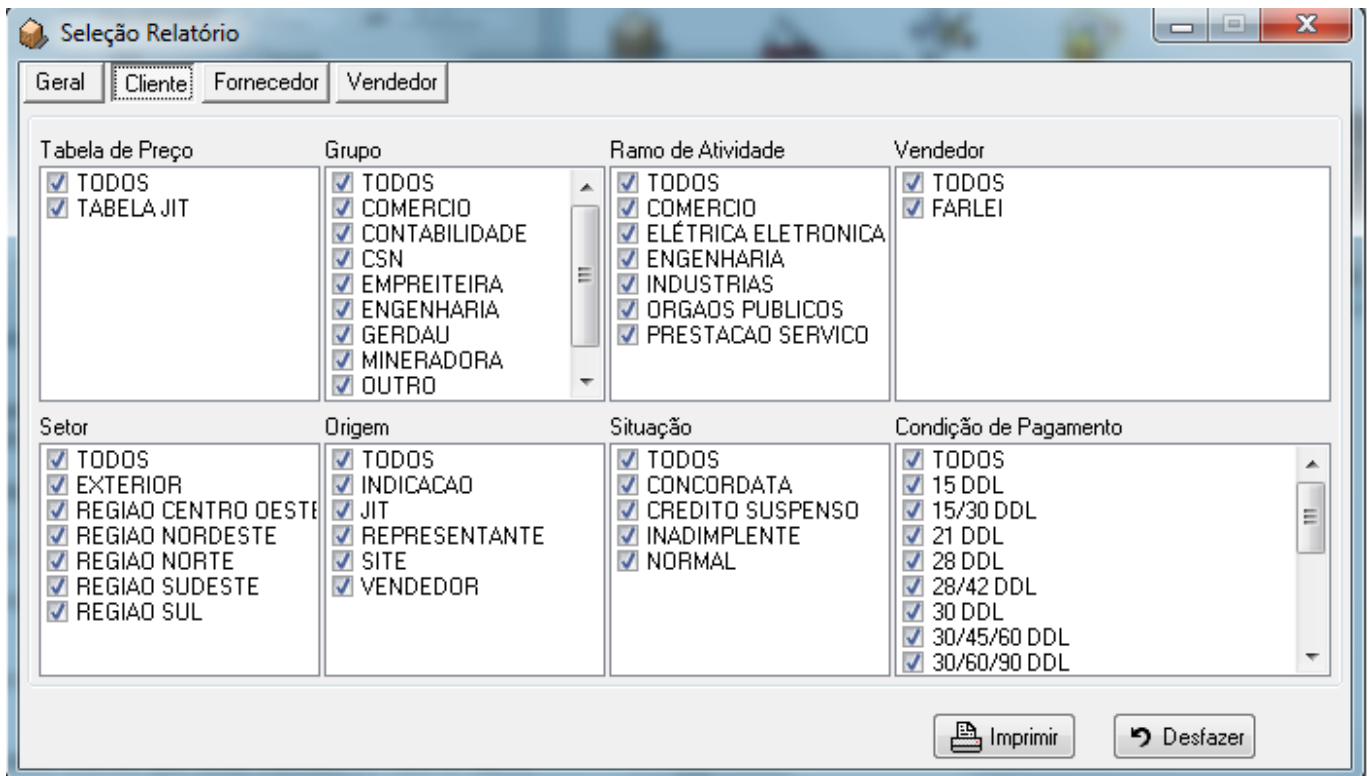 Seleção Relatório
Geral Cliente Fornecedor Vendedor
Tabela de Preço
TODOS
TABELA JIT
Grupo
TODOS
COMERCIO
CONTABILIDADE
CSN
EMPREITEIRA
ENGENHARIA
GERDAU
MINERADORA
OUTRO
Ramo de Atividade
TODOS
COMERCIO
ELÉTRICA ELETRONICA
ENGENHARIA
INDUSTRIAS
ORGAOS PUBLICOS
PRESTACAO SERVICO
Vendedor
TODOS
FARLEI
Setor
TODOS
EXTERIOR
REGIAO CENTRO OESTE
REGIAO NORDESTE
REGIAO NORTE
REGIAO SUDESTE
REGIAO SUL
Origem
TODOS
INDICACAO
JIT
REPRESENTANTE
SITE
VENDEDOR
Situação
TODOS
CONCORDATA
CREDITO SUSPENSO
INADIMPLENTE
NORMAL
Condição de Pagamento
TODOS
15 DDL
15/30 DDL
21 DDL
28 DDL
28/42 DDL
30 DDL
30/45/60 DDL
30/60/90 DDL
Imprimir Desfazer